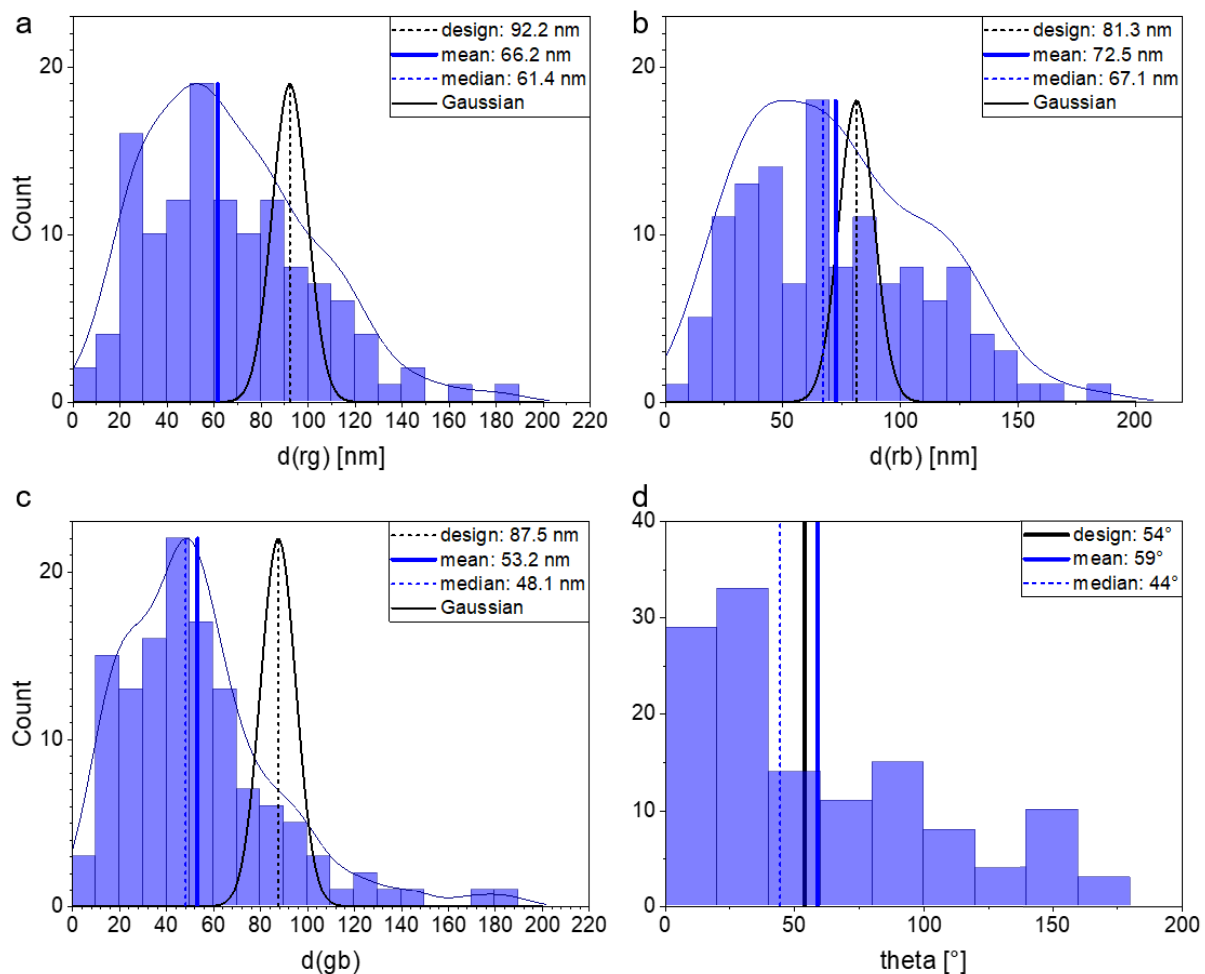 a
design: 92.2 nm
mean: 66.2 nm
median: 61.4 nm
Gaussian
Count
20
10
0
0 20 40 60 80 100 120 140 160 180 200 220
d(rg) [nm]
b
design: 81.3 nm
mean: 72.5 nm
median: 67.1 nm
Gaussian
20
10
0
0 50 100 150 200
d(rb) [nm]
c
design: 87.5 nm
mean: 53.2 nm
median: 48.1 nm
Gaussian
Count
20
10
0
0 20 40 60 80 100 120 140 160 180 200 220
d(gb)
d
design: 54°
mean: 59°
median: 44°
40
30
20
10
0
0 50 100 150 200
theta [°]